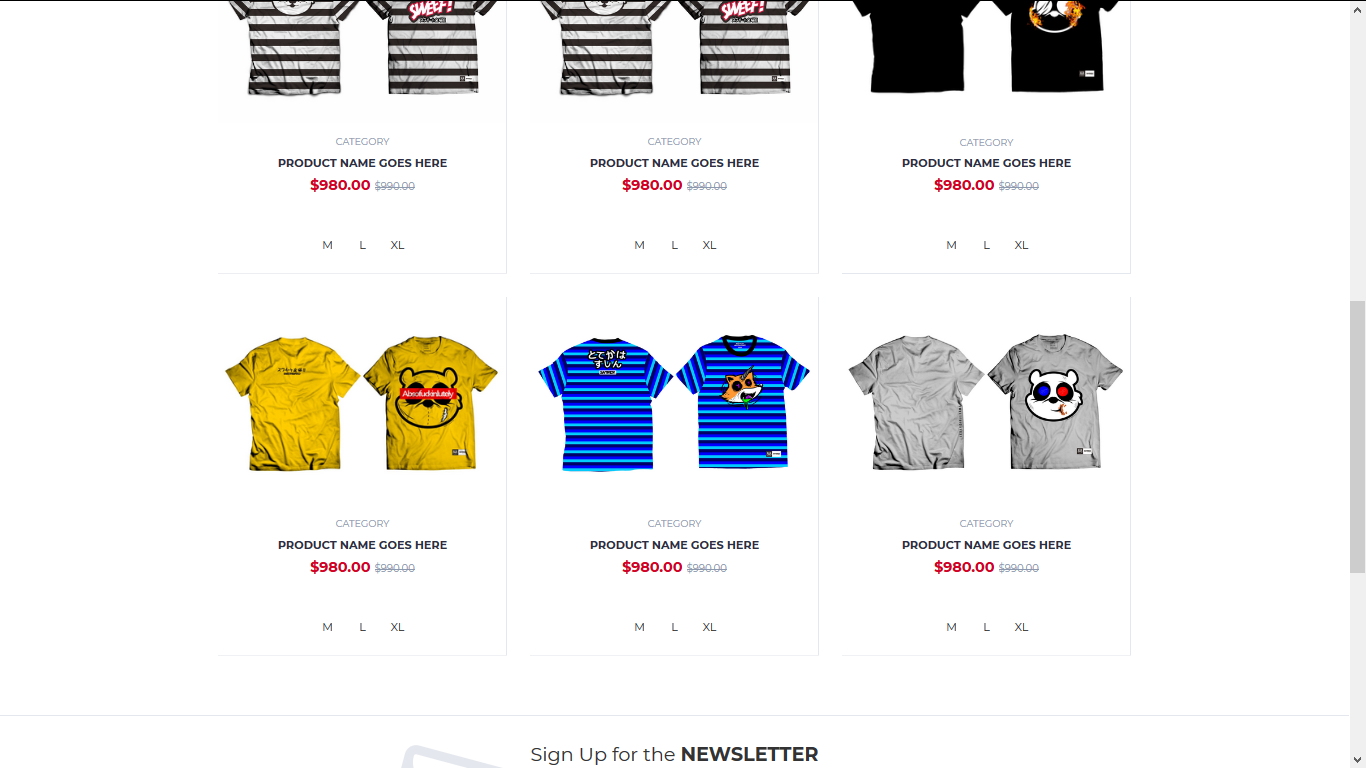 SWEET!
SWEET!
CATEGORY
CATEGORY
CATEGORY
PRODUCT NAME GOES HERE
PRODUCT NAME GOES HERE
PRODUCT NAME GOES HERE
$980.00 $990.00
$980.00 $990.00
$980.00 $990.00
M L XL
M L XL
M L XL
とてかは
すしん
Absofuckinlutely
CATEGORY
CATEGORY
CATEGORY
PRODUCT NAME GOES HERE
PRODUCT NAME GOES HERE
PRODUCT NAME GOES HERE
$980.00 $990.00
$980.00 $990.00
$980.00 $990.00
M L XL
M L XL
M L XL
Sign Up for the NEWSLETTER